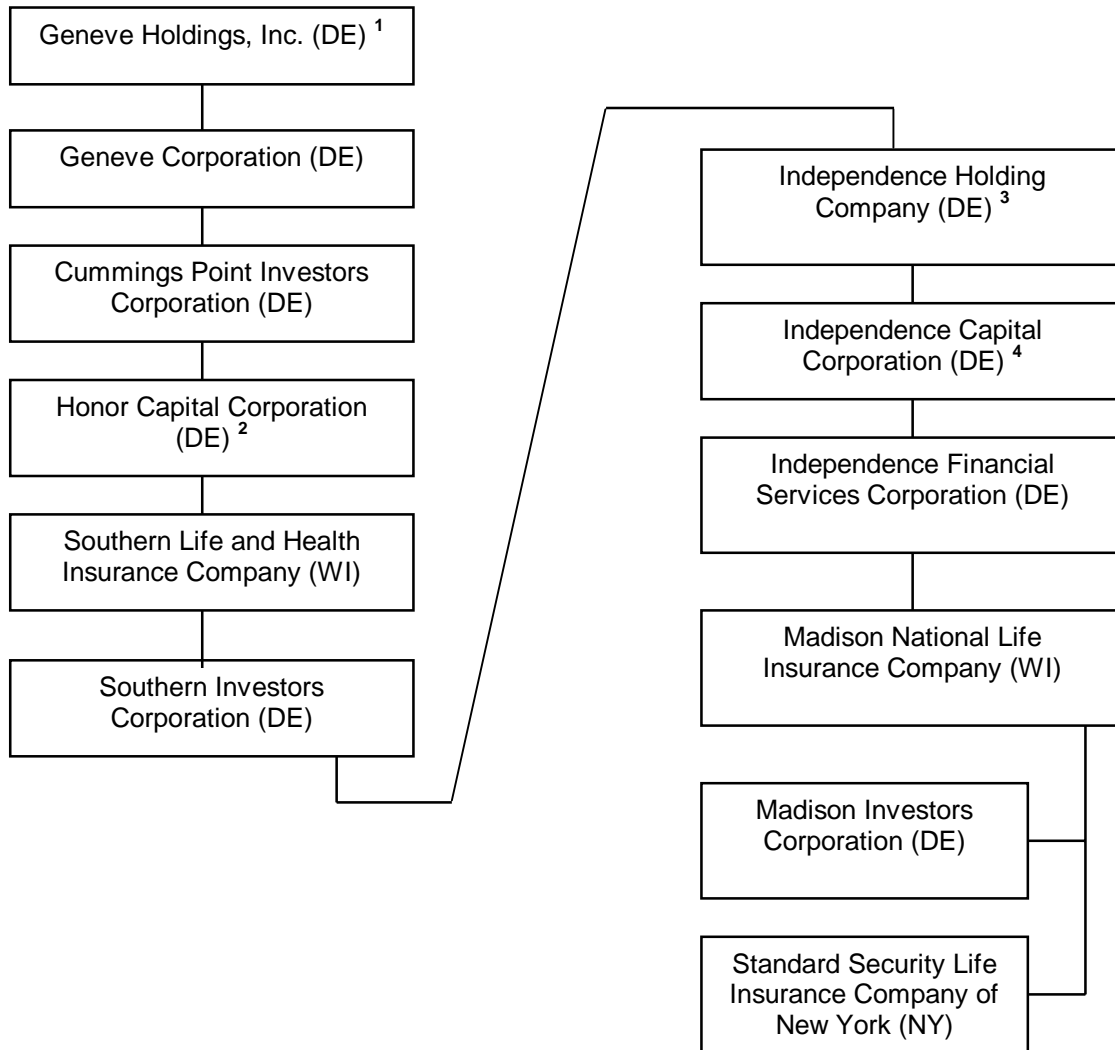 Geneve Holdings, Inc. (DE) 1
Geneve Corporation (DE)
Cummings Point Investors
Corporation (DE)
Honor Capital Corporation
(DE) 2
Southern Life and Health
Insurance Company (WI)
Southern Investors
Corporation (DE)
Independence Holding
Company (DE) 3
Independence Capital
Corporation (DE) 4
Independence Financial
Services Corporation (DE)
Madison National Life
Insurance Company (WI)
Madison Investors
Corporation (DE)
Standard Security Life
Insurance Company of
New York (NY)